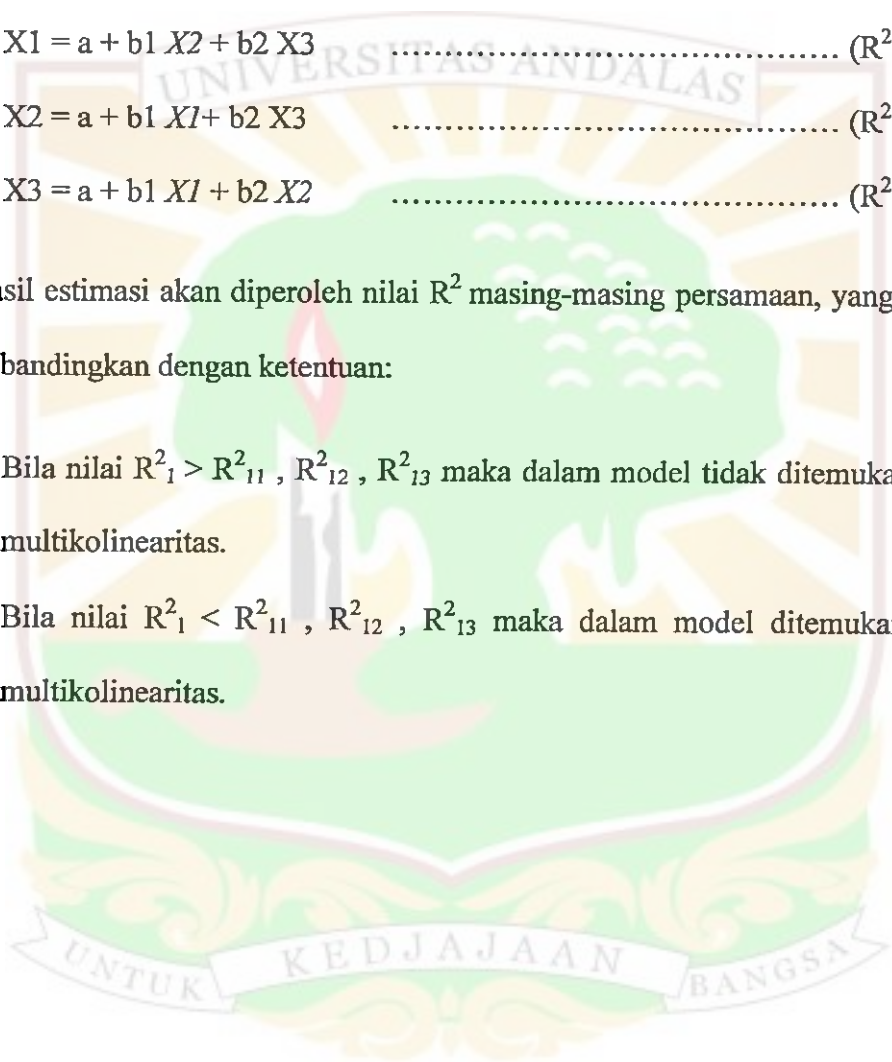 X1 = a + b1 X2 + b2 X3 ............................................ (R²
UNIVERSITAS ANDALAS
X2 = a + b1 X1+ b2 X3 ............................................ (R²
X3 = a + b1 X1 + b2 X2 ............................................ (R²
asil estimasi akan diperoleh nilai R² masing-masing persamaan, yang
bandingkan dengan ketentuan:
Bila nilai R²₁ > R²₁₁ , R²₁₂ , R²₁₃ maka dalam model tidak ditemuka
multikolinearitas.
Bila nilai R²₁ < R²₁₁ , R²₁₂ , R²₁₃ maka dalam model ditemuka
multikolinearitas.
UNTUK KEDJAJAAN BANGSA